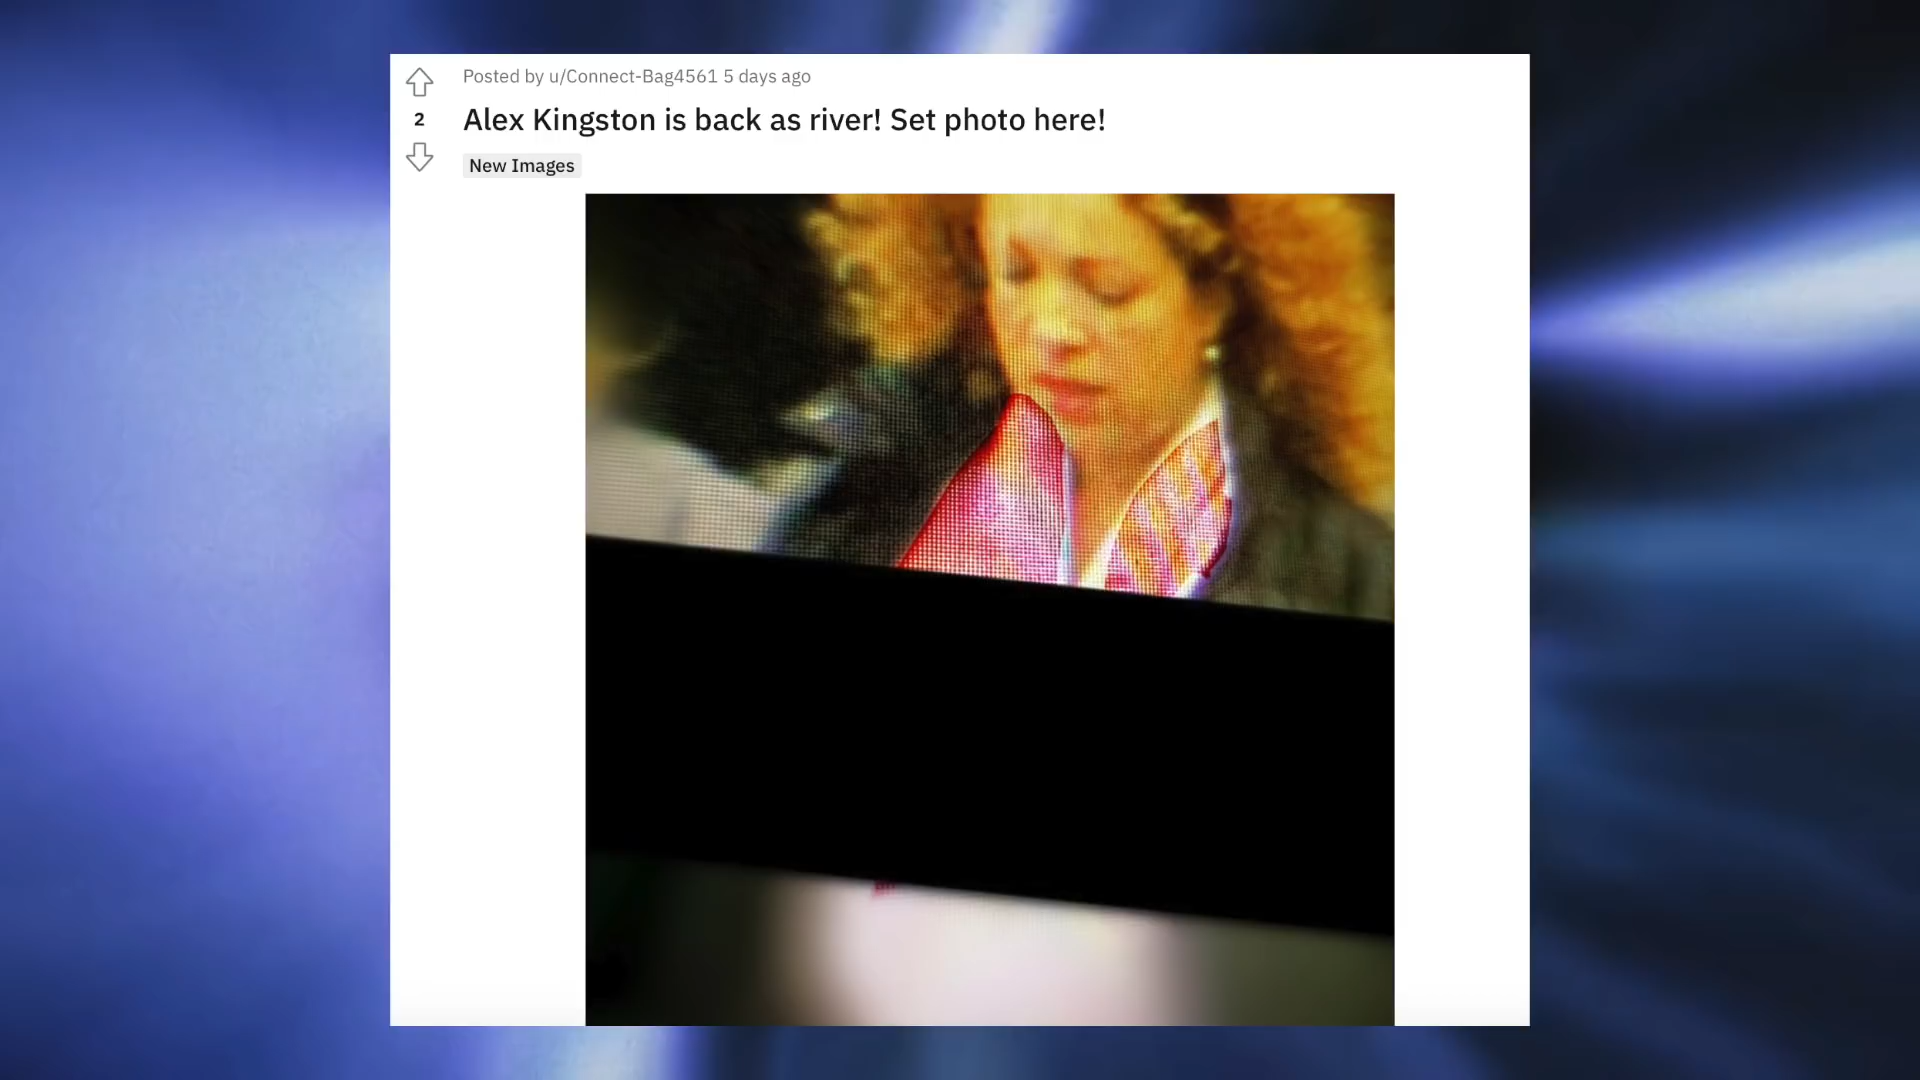 Posted by u/Connect-Bag4561 5 days ago
Alex Kingston is back as river! Set photo here!
2
New Images